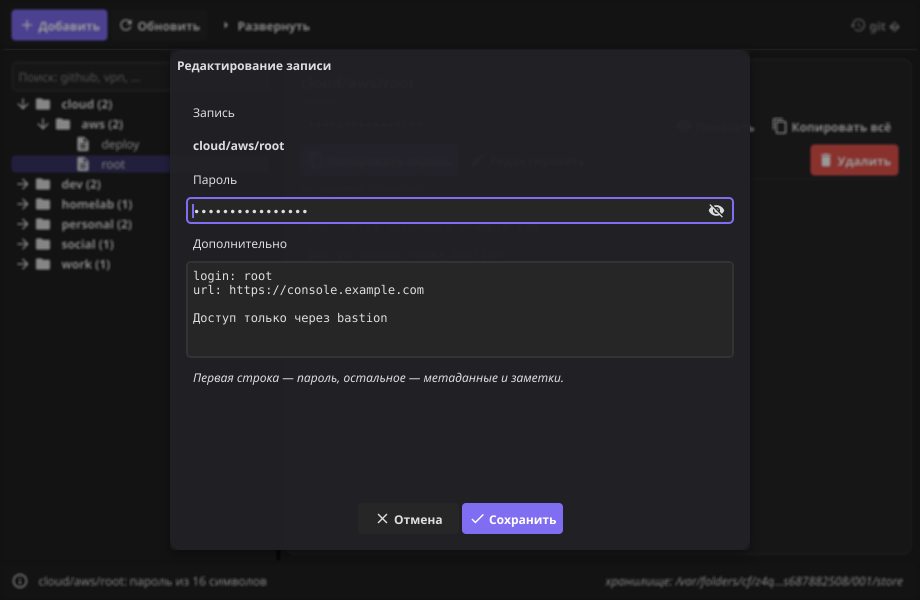 Добавить
Обновить
Развернуть
git �
Поиск: github, vpn, ...
cloud (2)
aws (2)
deploy
root
dev (2)
homelab (1)
personal (2)
social (1)
work (1)
Копировать всё
Удалить
Редактирование записи
Запись
cloud/aws/root
Пароль
••••••••••••••••
Дополнительно
login: root
url: https://console.example.com
Доступ только через bastion
Первая строка — пароль, остальное — метаданные и заметки.
Отмена
Сохранить
cloud/aws/root: пароль из 16 символов
хранилище: /var/folders/cf/z4q...s687882508/001/store